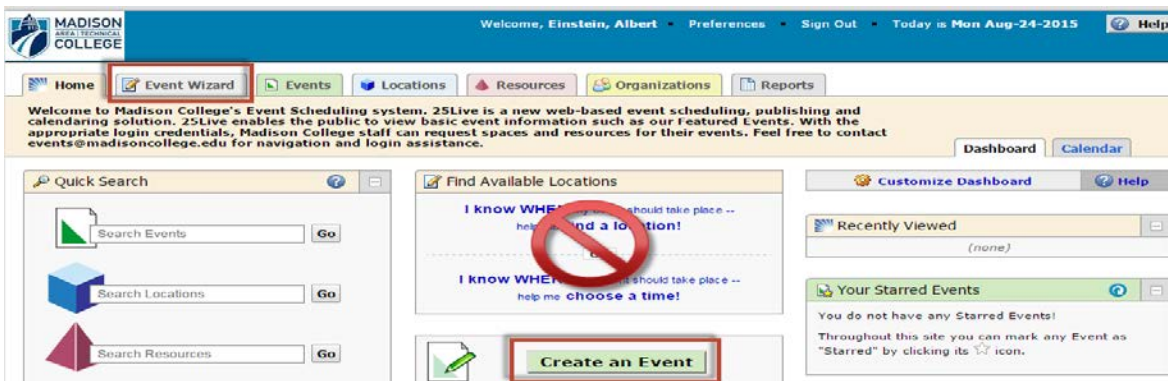 MADISON
AREA | TECHNICAL
COLLEGE
Welcome, Einstein, Albert Preferences Sign Out Today is Mon Aug-24-2015 Help
Home Event Wizard Events Locations Resources Organizations Reports
Welcome to Madison College's Event Scheduling system. 25Live is a new web-based event scheduling, publishing and
calendaring solution. 25Live enables the public to view basic event information such as our Featured Events. With the
appropriate login credentials, Madison College staff can request spaces and resources for their events. Feel free to contact
events@madisoncollege.edu for navigation and login assistance.
Dashboard Calendar
Quick Search
Search Events Go
Search Locations Go
Search Resources Go
Find Available Locations
I know should take place --
a
I know should take place --
help me choose a time!
Create an Event
Customize Dashboard Help
Recently Viewed
(none)
Your Starred Events
You do not have any Starred Events!
Throughout this site you can mark any Event as
"Starred" by clicking its icon.